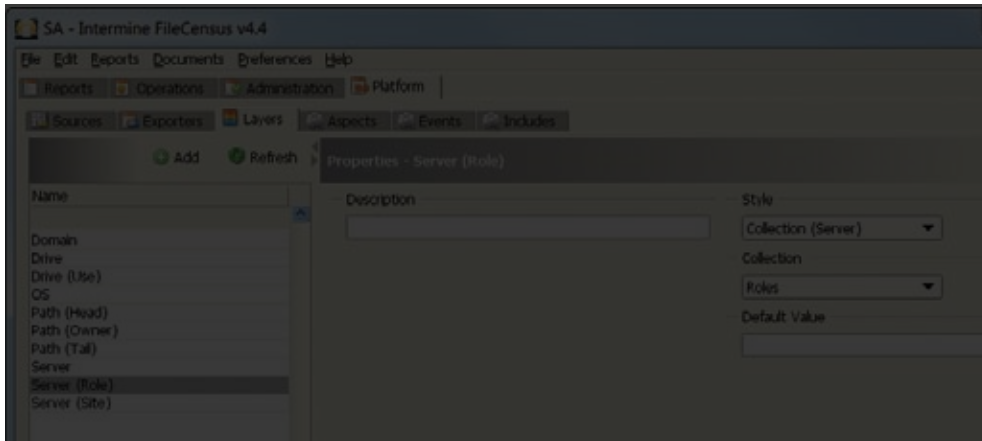 SA - Intermine FileCensus v4.4
File Edit Reports Documents Preferences Help
Reports Operations Administration Platform
Sources Exporters Layers Aspects Events Includes
Add Refresh Properties - Server (Role)
Name
Description
Style
Collection (Server)
Domain
Drive
Collection
Drive (Use)
OS
Roles
Path (Head)
Default Value
Path (Owner)
Path (Tail)
Server
Server (Role)
Server (Site)